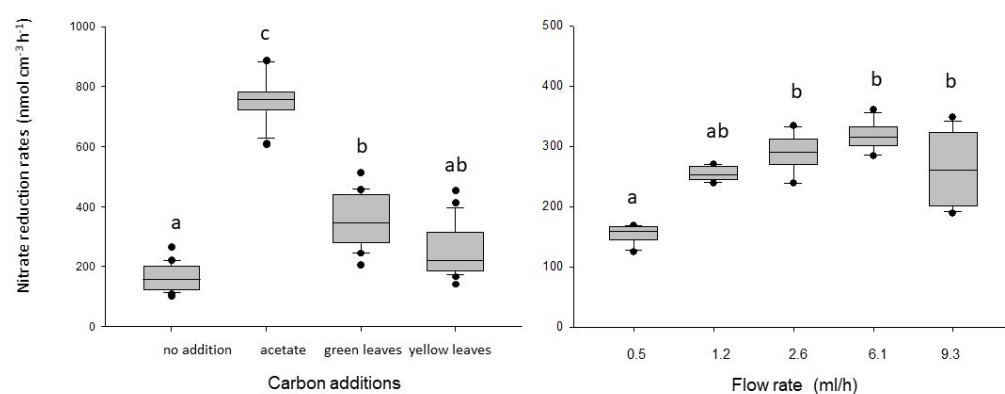 Nitrate reduction rates (nmol cm⁻³ h⁻¹)
1000
800
600
400
200
0
a
c
b
ab
no addition acetate green leaves yellow leaves
Carbon additions
500
400
300
200
100
0
a
ab
b
b
b
0.5 1.2 2.6 6.1 9.3
Flow rate (ml/h)